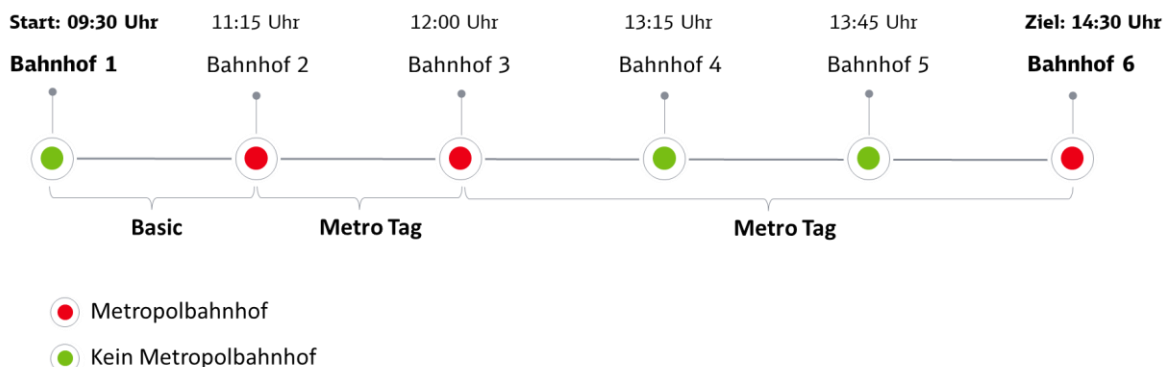 Start: 09:30 Uhr 11:15 Uhr 12:00 Uhr 13:15 Uhr 13:45 Uhr Ziel: 14:30 Uhr
Bahnhof 1 Bahnhof 2 Bahnhof 3 Bahnhof 4 Bahnhof 5 Bahnhof 6
Basic Metro Tag Metro Tag
Metropolbahnhof
Kein Metropolbahnhof